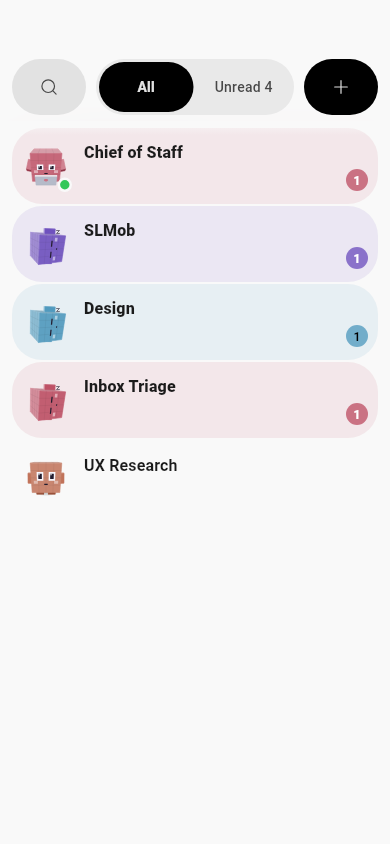 All
Unread 4
Chief of Staff
1
z
SLMob
1
z
Design
1
z
Inbox Triage
1
UX Research